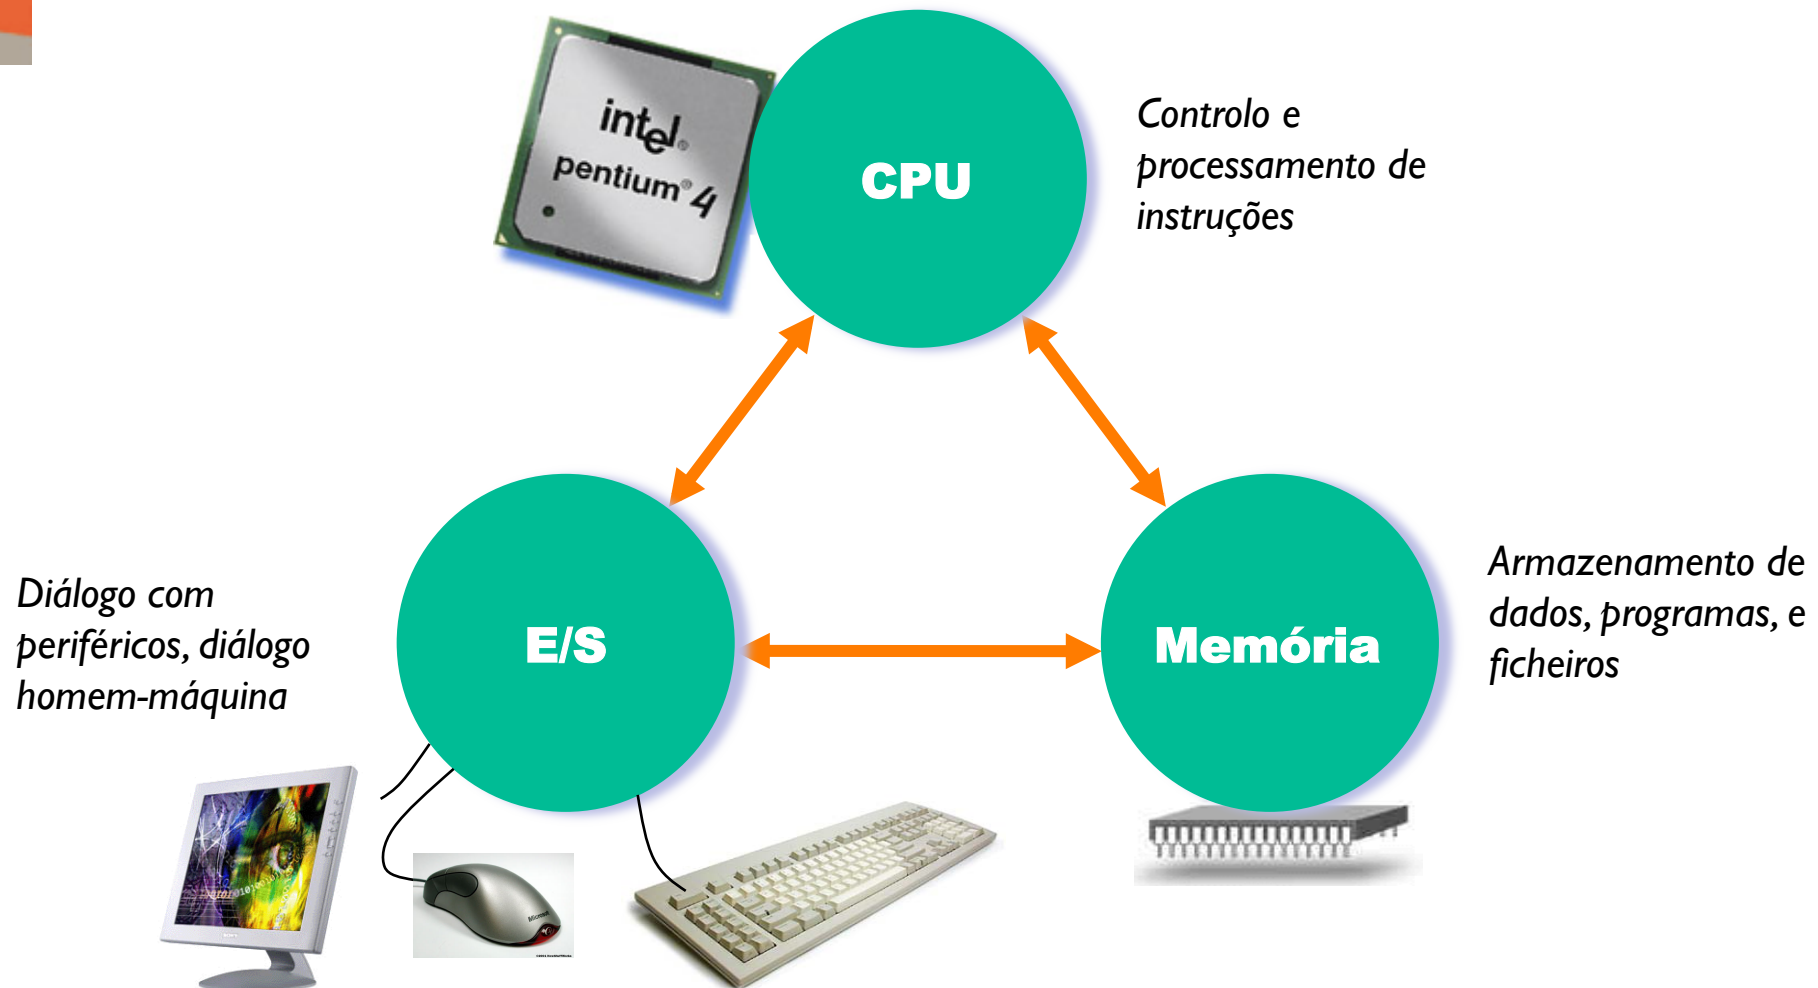 intel®
pentium® 4
CPU
Controlo e
processamento de
instruções
Diálogo com
periféricos, diálogo
homem-máquina
E/S
Memória
Armazenamento de
dados, programas, e
ficheiros
Microsoft